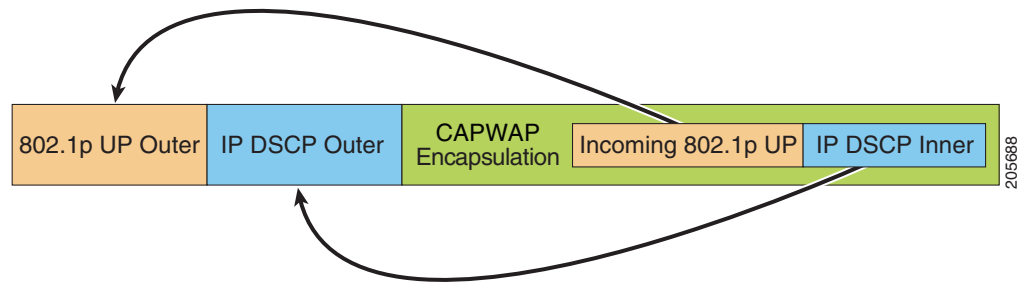 802.1p UP Outer
IP DSCP Outer
CAPWAP
Encapsulation
Incoming 802.1p UP
IP DSCP Inner
205688